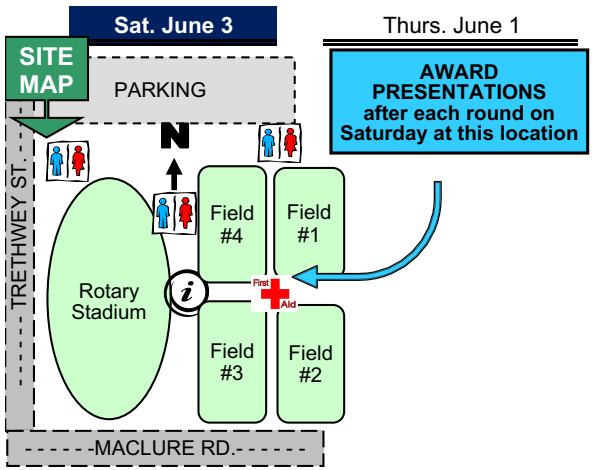 Sat. June 3
Thurs. June 1
SITE
MAP
PARKING
AWARD
PRESENTATIONS
after each round on
Saturday at this location
N
TRETHWEY ST.
Field
#4
Field
#1
Rotary
Stadium
i
First
Aid
Field
#3
Field
#2
MACLURE RD.